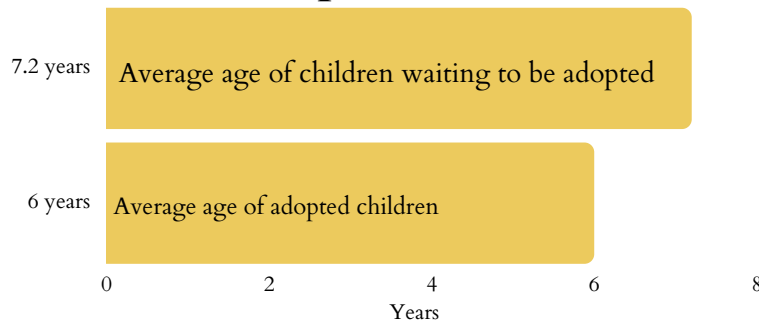 7.2 years
Average age of children waiting to be adopted
6 years
Average age of adopted children
0 2 4 6 8
Years